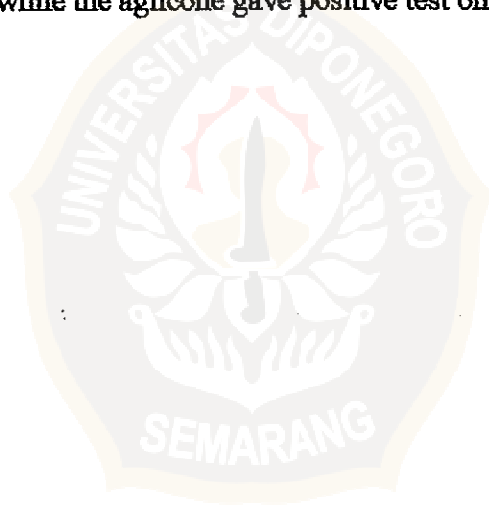 while the aglicone gave positive test on
UNIVERSITAS DIPONEGORO
SEMARANG